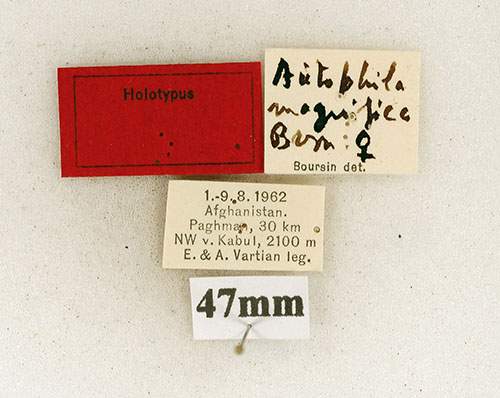 Holotypus
Autophila
magnifica
Brsn: ♀
Boursin det.
1.-9.8.1962
Afghanistan.
Paghman, 30 km
NW v. Kabul, 2100 m
E. & A. Vartian leg.
47mm